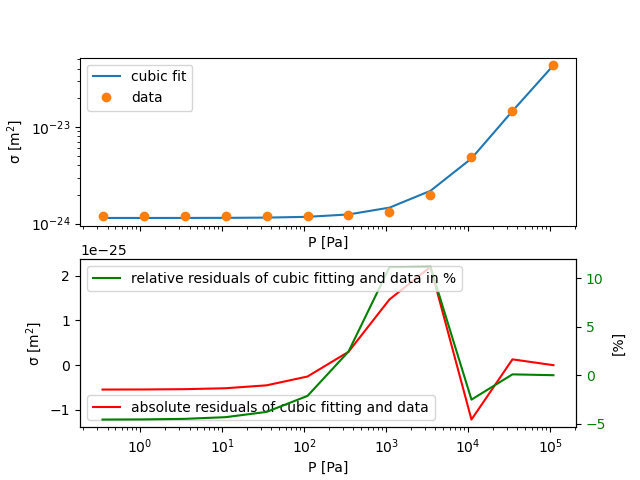 cubic fit
data
σ [m²]
10⁻²³
10⁻²⁴
P [Pa]
1e−25
relative residuals of cubic fitting and data in %
absolute residuals of cubic fitting and data
σ [m²]
2
1
0
−1
10
5
0
−5
[%]
10⁰ 10¹ 10² 10³ 10⁴ 10⁵
P [Pa]